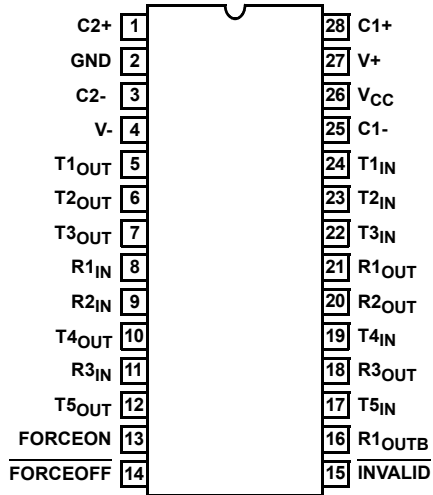 C2+ 1 28 C1+
GND 2 27 V+
C2- 3 26 VCC
V- 4 25 C1-
T1OUT 5 24 T1IN
T2OUT 6 23 T2IN
T3OUT 7 22 T3IN
R1IN 8 21 R1OUT
R2IN 9 20 R2OUT
T4OUT 10 19 T4IN
R3IN 11 18 R3OUT
T5OUT 12 17 T5IN
FORCEON 13 16 R1OUTB
FORCEOFF 14 15 INVALID